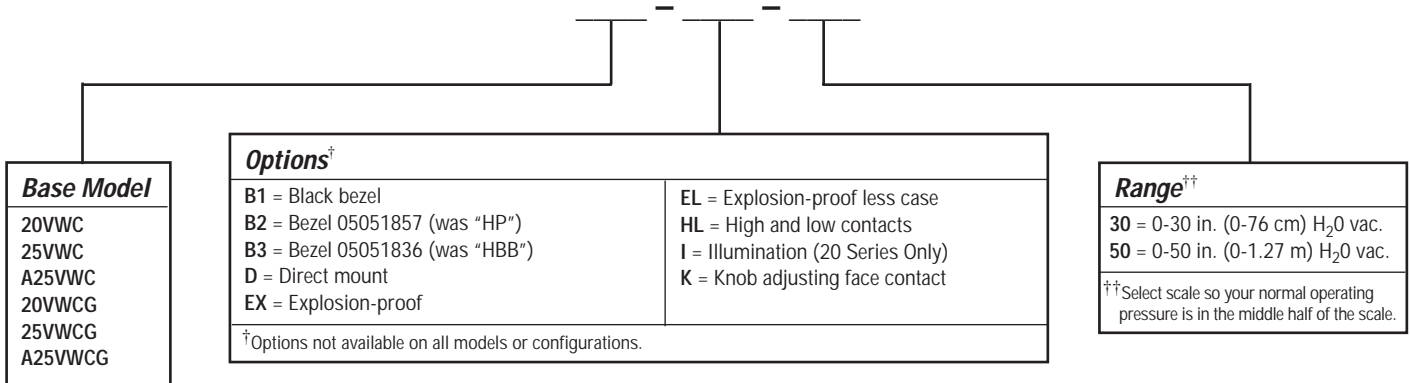 ____ - ____ - ____
Base Model
20VWC
25VWC
A25VWC
20VWCG
25VWCG
A25VWCG
Options†
B1 = Black bezel
B2 = Bezel 05051857 (was "HP")
B3 = Bezel 05051836 (was "HBB")
D = Direct mount
EX = Explosion-proof
EL = Explosion-proof less case
HL = High and low contacts
I = Illumination (20 Series Only)
K = Knob adjusting face contact
†Options not available on all models or configurations.
Range††
30 = 0-30 in. (0-76 cm) H₂0 vac.
50 = 0-50 in. (0-1.27 m) H₂0 vac.
††Select scale so your normal operating
pressure is in the middle half of the scale.